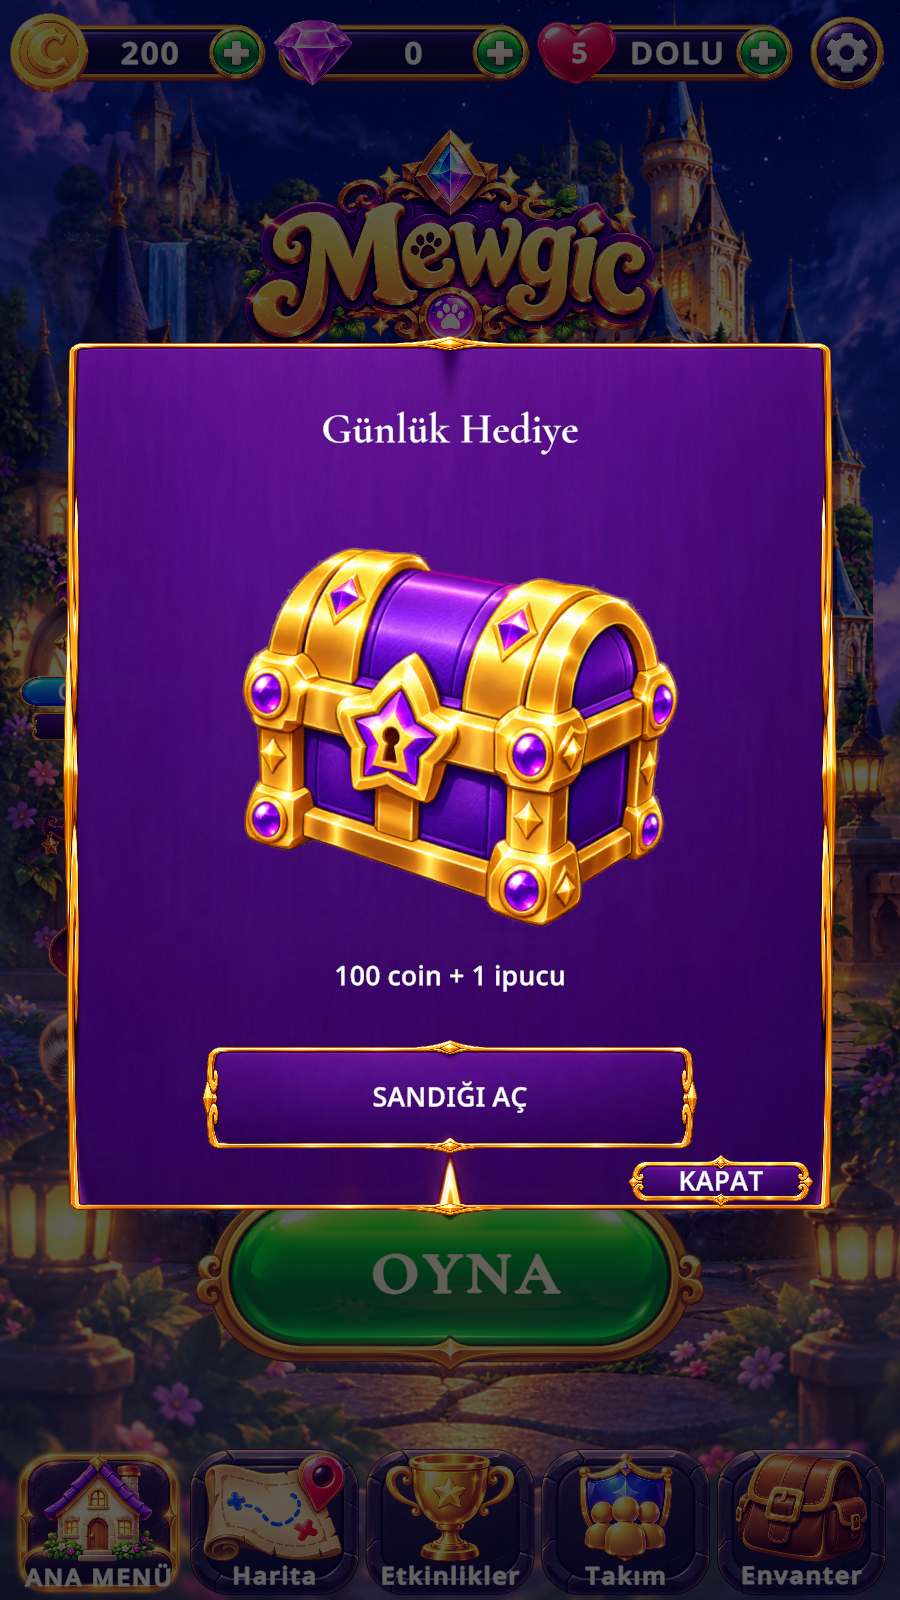 200
0
5
DOLU
Mewgic
Günlük Hediye
100 coin + 1 ipucu
SANDIĞI AÇ
KAPAT
OYNA
ANA MENÜ
Harita
Etkinlikler
Takım
Envanter